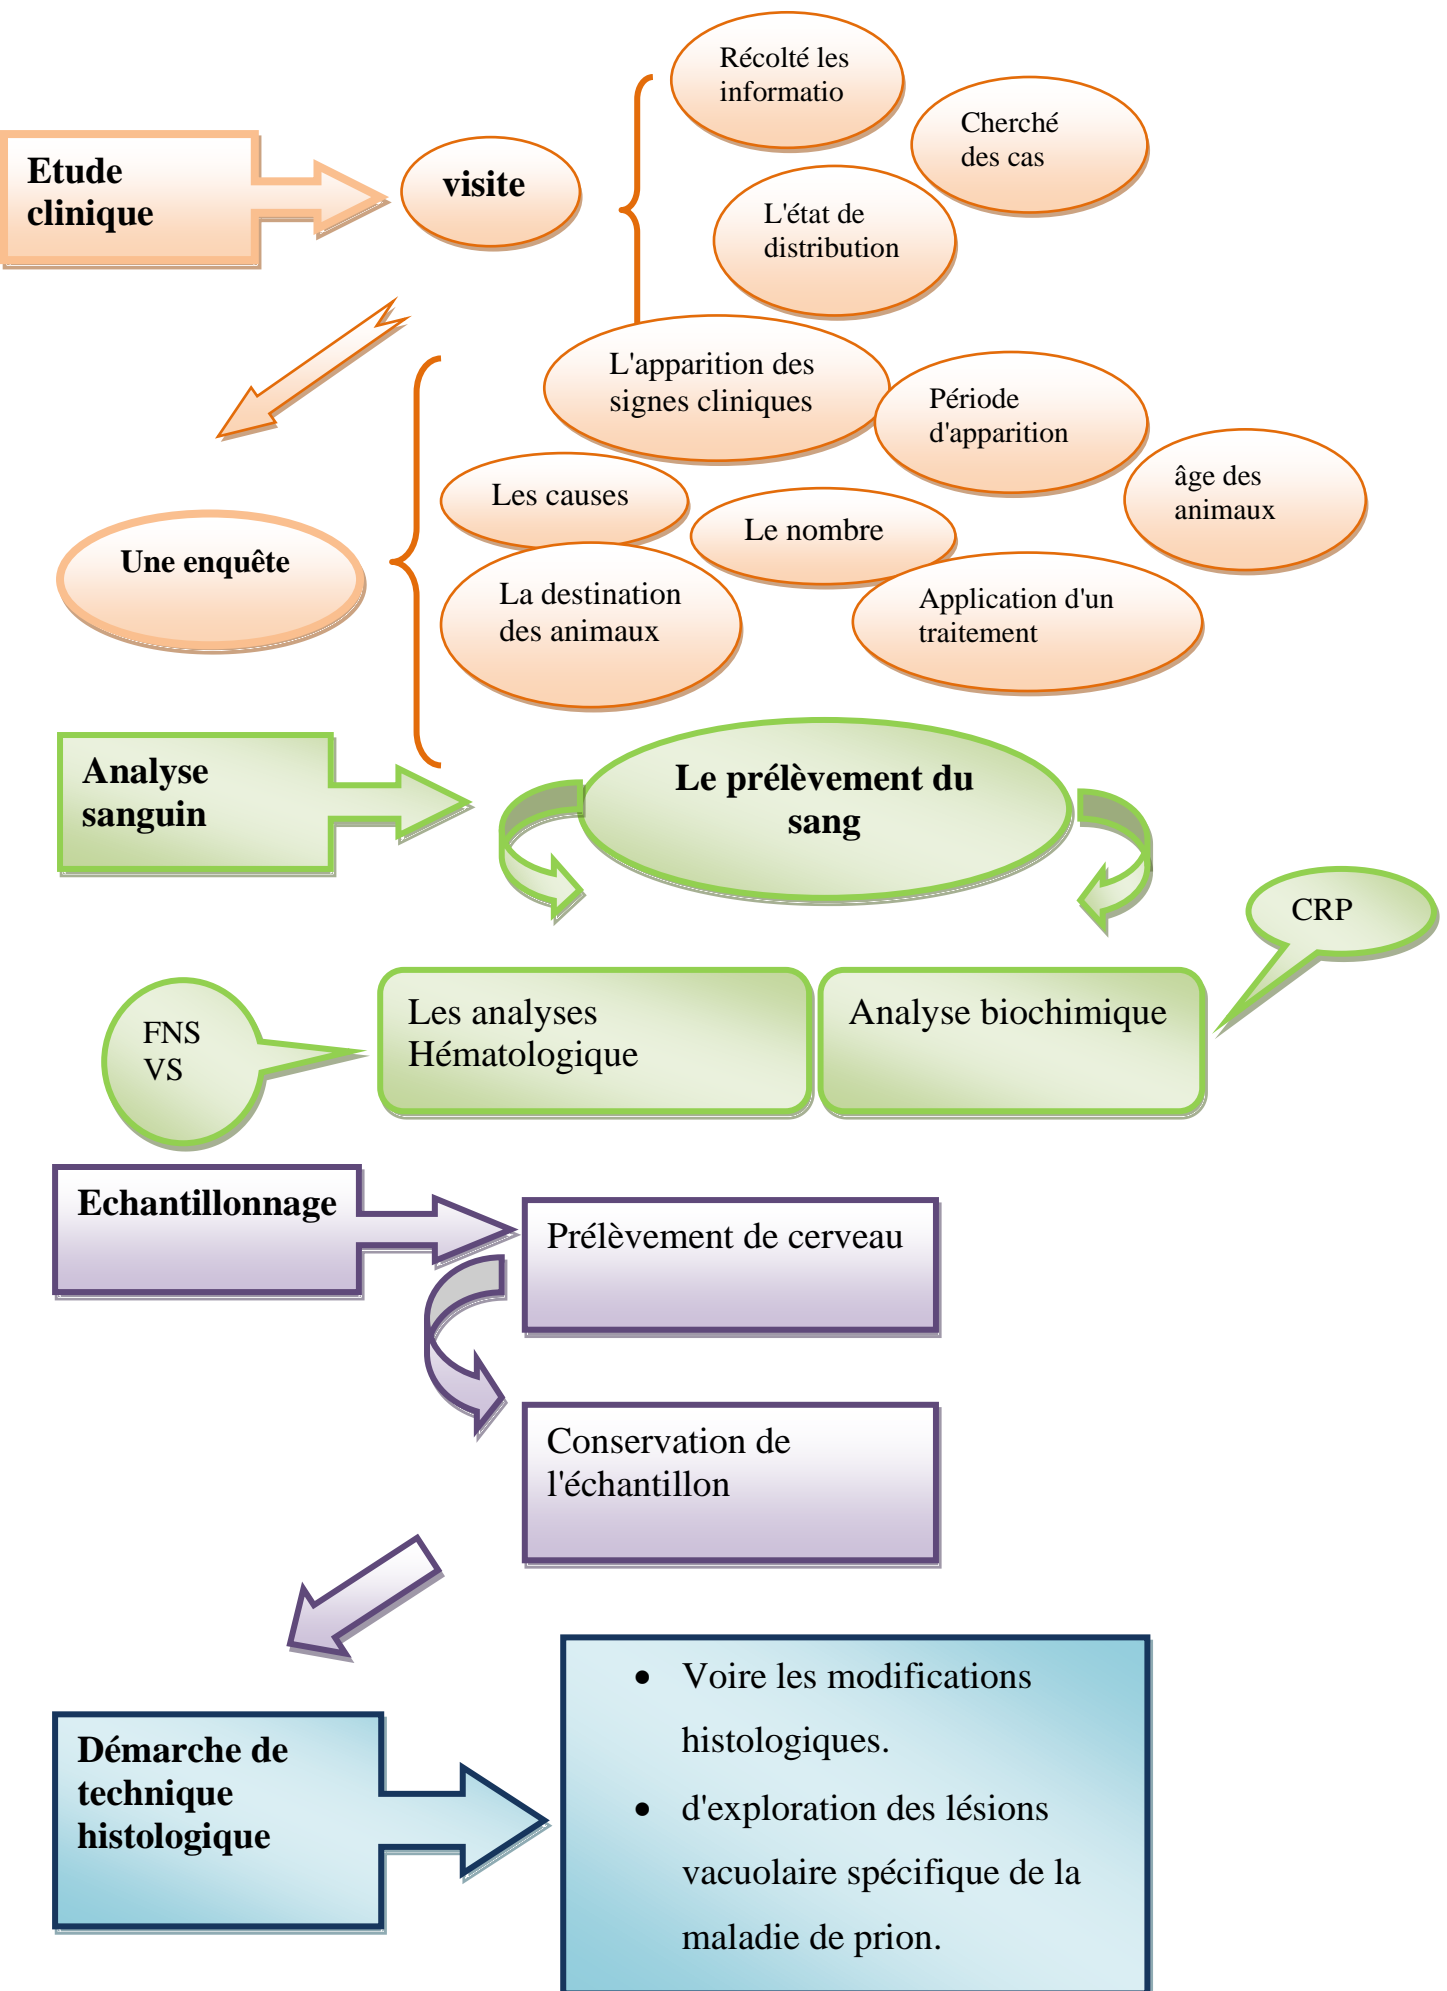 Récolté les
informatio
Cherché
des cas
Etude
clinique
visite
L'état de
distribution
L'apparition des
signes cliniques
Période
d'apparition
âge des
animaux
Les causes
Le nombre
Une enquête
La destination
des animaux
Application d'un
traitement
Analyse
sanguin
Le prélèvement du
sang
CRP
FNS
VS
Les analyses
Hématologique
Analyse biochimique
Echantillonnage
Prélèvement de cerveau
Conservation de
l'échantillon
Démarche de
technique
histologique
• Voire les modifications
histologiques.
• d'exploration des lésions
vacuolaire spécifique de la
maladie de prion.